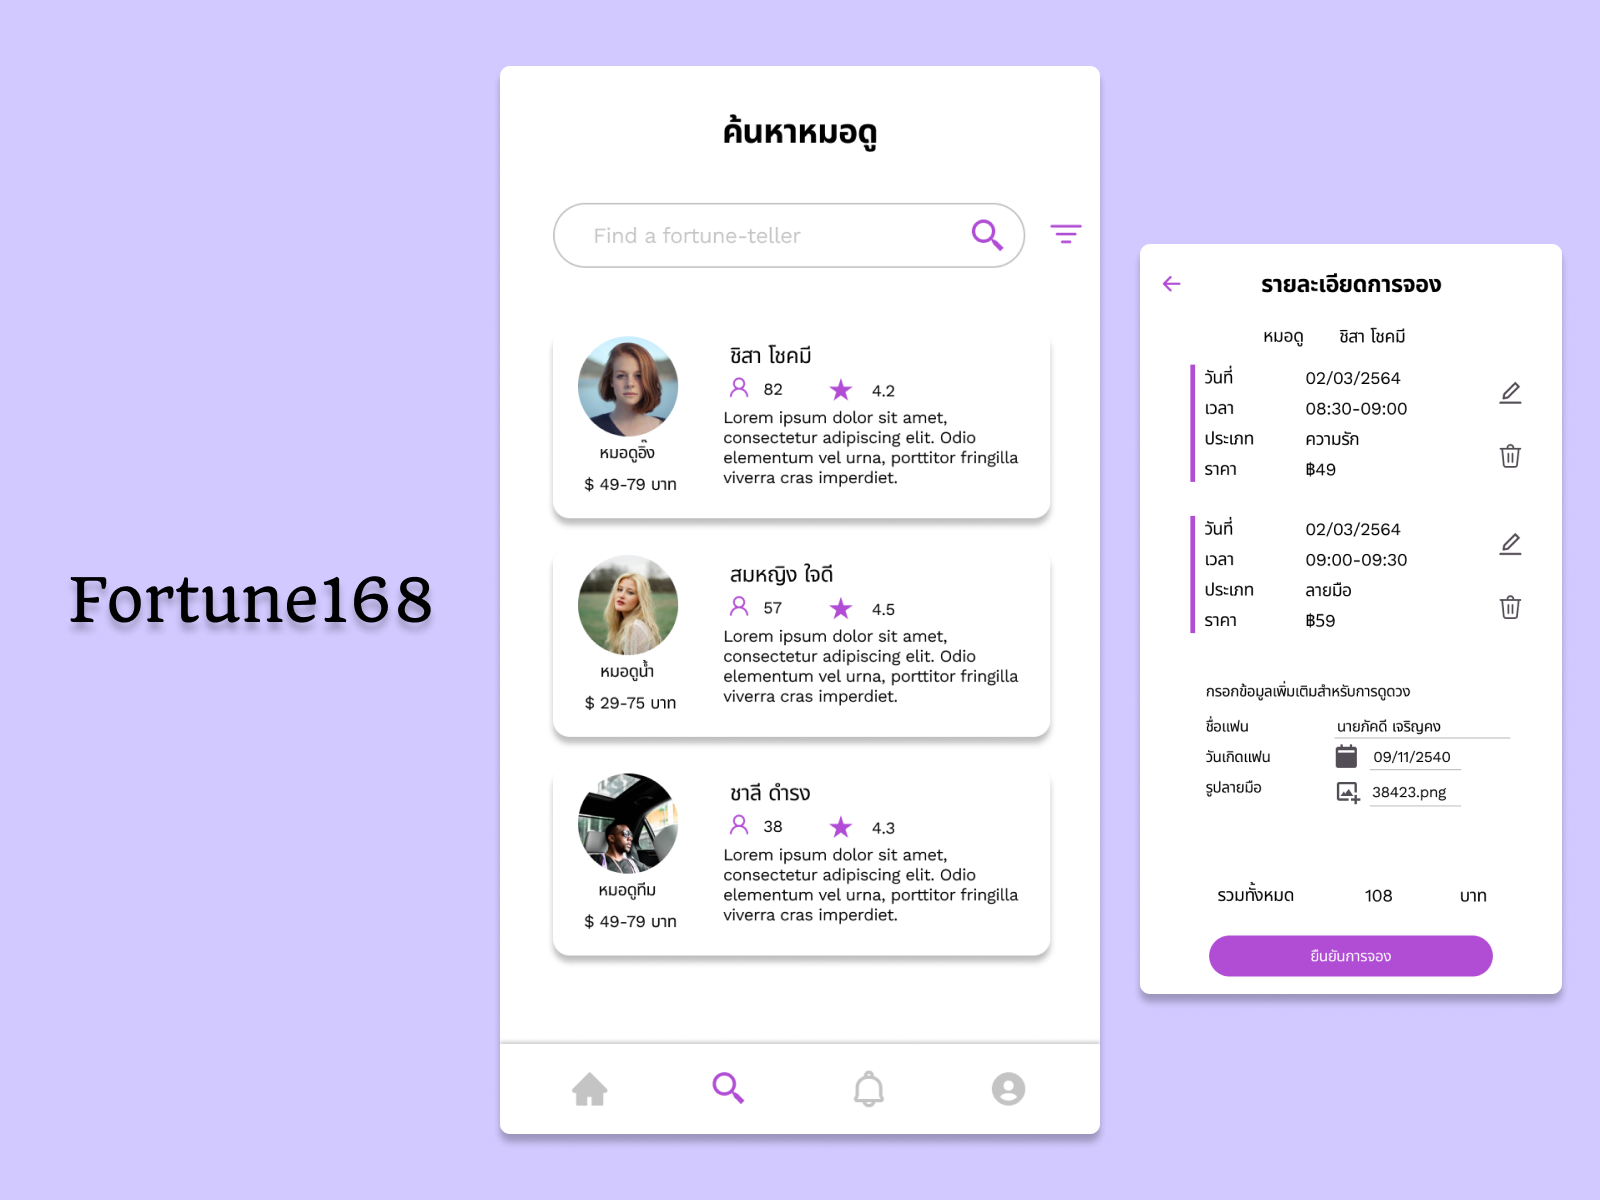 Fortune168
ค้นหาหมอดู
Find a fortune-teller
ชิสา โชคมี
82 4.2
Lorem ipsum dolor sit amet,
consectetur adipiscing elit. Odio
elementum vel urna, porttitor fringilla
viverra cras imperdiet.
หมอดูอิ๊ง
$ 49-79 บาท
สมหญิง ใจดี
57 4.5
Lorem ipsum dolor sit amet,
consectetur adipiscing elit. Odio
elementum vel urna, porttitor fringilla
viverra cras imperdiet.
หมอดูน้ำ
$ 29-75 บาท
ชาลี ดำรง
38 4.3
Lorem ipsum dolor sit amet,
consectetur adipiscing elit. Odio
elementum vel urna, porttitor fringilla
viverra cras imperdiet.
หมอดูทีม
$ 49-79 บาท
รายละเอียดการจอง
หมอดู ชิสา โชคมี
วันที่ 02/03/2564
เวลา 08:30-09:00
ประเภท ความรัก
ราคา ฿49
วันที่ 02/03/2564
เวลา 09:00-09:30
ประเภท ลายมือ
ราคา ฿59
กรอกข้อมูลเพิ่มเติมสำหรับการดูดวง
ชื่อแฟน นายภัคดี เจริญคง
วันเกิดแฟน 09/11/2540
รูปลายมือ 38423.png
รวมทั้งหมด 108 บาท
ยืนยันการจอง